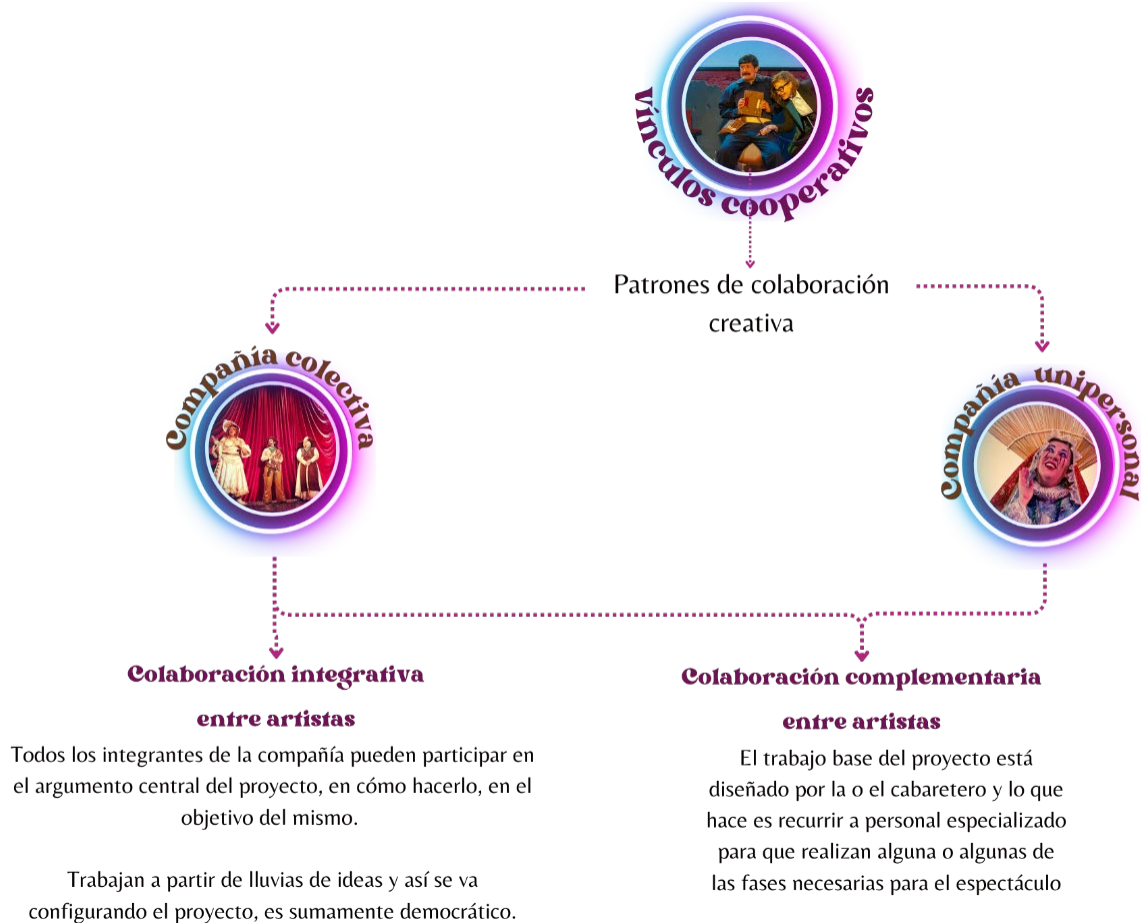 Vínculos cooperativos
Patrones de colaboración
creativa
Compañía colectiva
Compañía unipersonal
Colaboración integrativa
entre artistas
Todos los integrantes de la compañía pueden participar en
el argumento central del proyecto, en cómo hacerlo, en el
objetivo del mismo.
Trabajan a partir de lluvias de ideas y así se va
configurando el proyecto, es sumamente democrático.
Colaboración complementaria
entre artistas
El trabajo base del proyecto está
diseñado por la o el cabaretero y lo que
hace es recurrir a personal especializado
para que realizan alguna o algunas de
las fases necesarias para el espectáculo